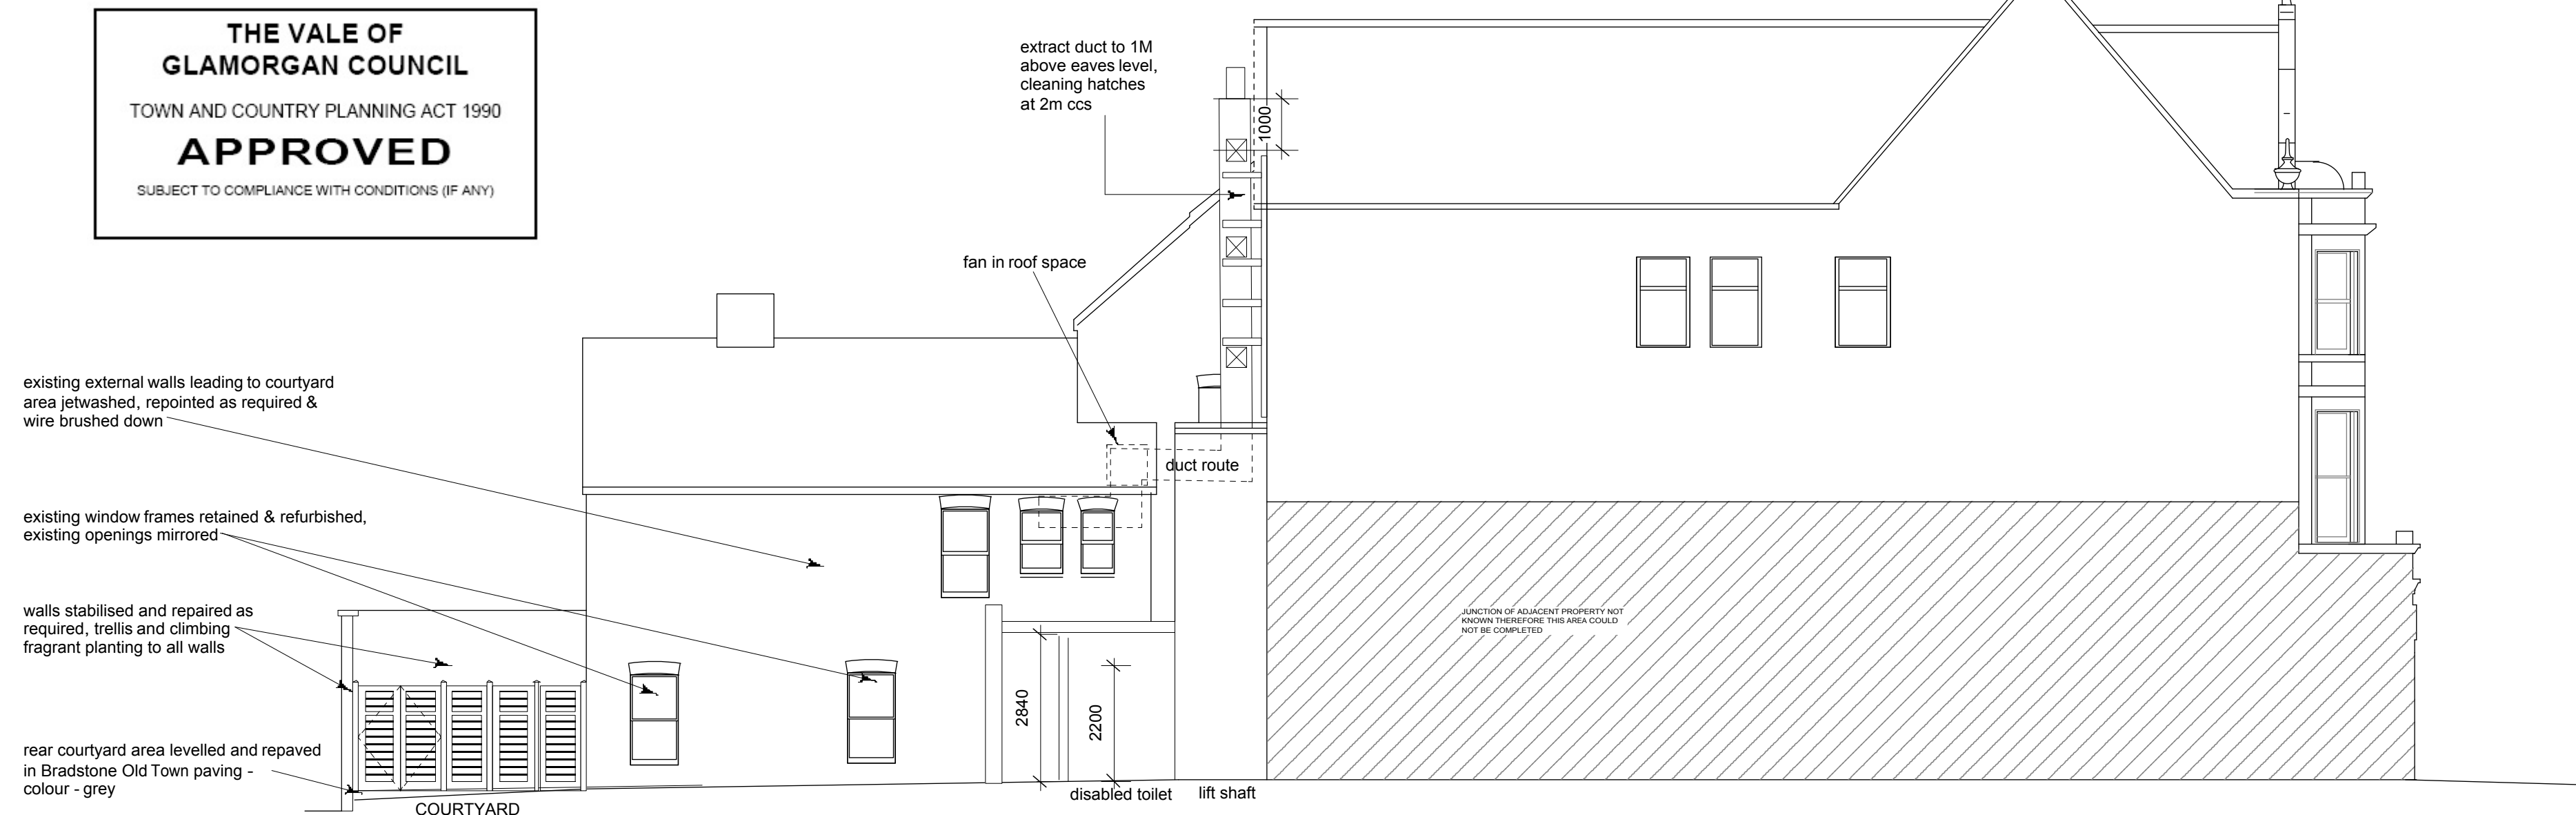 THE VALE OF
GLAMORGAN COUNCIL
TOWN AND COUNTRY PLANNING ACT 1990
APPROVED
SUBJECT TO COMPLIANCE WITH CONDITIONS (IF ANY)
extract duct to 1M
above eaves level,
cleaning hatches
at 2m ccs
1000
fan in roof space
duct route
existing external walls leading to courtyard
area jetwashed, repointed as required &
wire brushed down
existing window frames retained & refurbished,
existing openings mirrored
walls stabilised and repaired as
required, trellis and climbing
fragrant planting to all walls
rear courtyard area levelled and repaved
in Bradstone Old Town paving -
colour - grey
COURTYARD
2840
2200
disabled toilet
lift shaft
JUNCTION OF ADJACENT PROPERTY NOT
KNOWN THEREFORE THIS AREA COULD
NOT BE COMPLETED